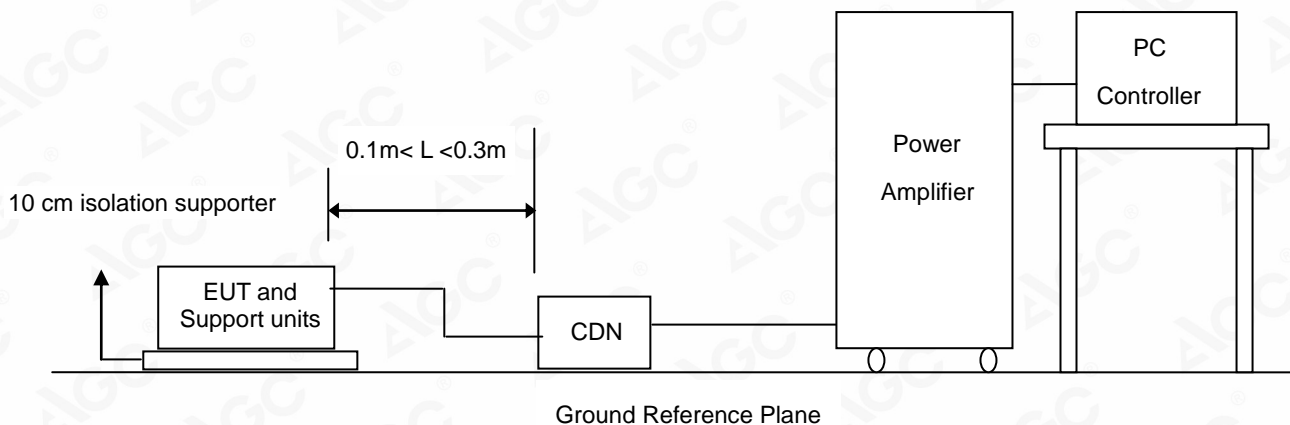 PC
Controller
0.1m< L <0.3m
Power
Amplifier
10 cm isolation supporter
EUT and
Support units
CDN
Ground Reference Plane
AGC